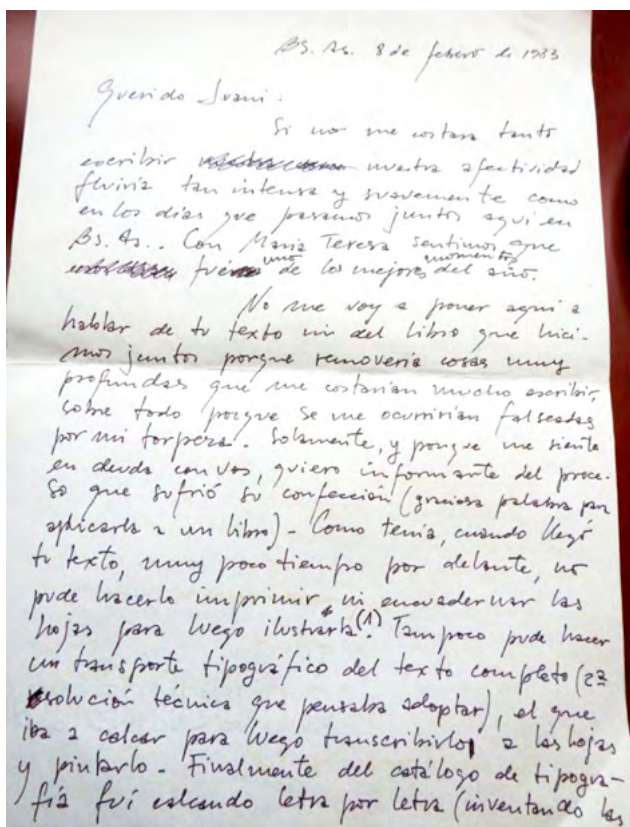 BS. As. 8 de febrero de 1983
Querido Juani:
Si no me costara tanto
escribir nuestra afectividad
fluiría tan intensa y suavemente como
en los días que pasamos juntos aquí en
Bs. As.. Con María Teresa sentimos que
fué uno de los mejores momentos del año.
No me voy a poner aquí a
hablar de tu texto ni del libro que hici-
mos juntos porque removería cosas muy
profundas que me costarían mucho escribir,
sobre todo porque se me ocurrirían falseadas
por mi torpeza. Solamente, y porque me siento
en deuda con vos, quiero informarte del proce-
so que sufrió su confección (graciosa palabra para
aplicarla a un libro) - Como tenía, cuando llegó
tu texto, muy poco tiempo por delante, no
pude hacerlo imprimir ni encuadernar las
hojas para luego ilustrarlas (1). Tampoco pude hacer
un transporte tipográfico del texto completo (2ª
solución técnica que pensaba adoptar), el que
iba a calcar para luego transcribirlo a las hojas
y pintarlo - Finalmente del catálogo de tipogra-
fía fuí calcando letra por letra (inventando las